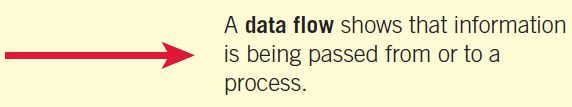 A data flow shows that information
is being passed from or to a
process.